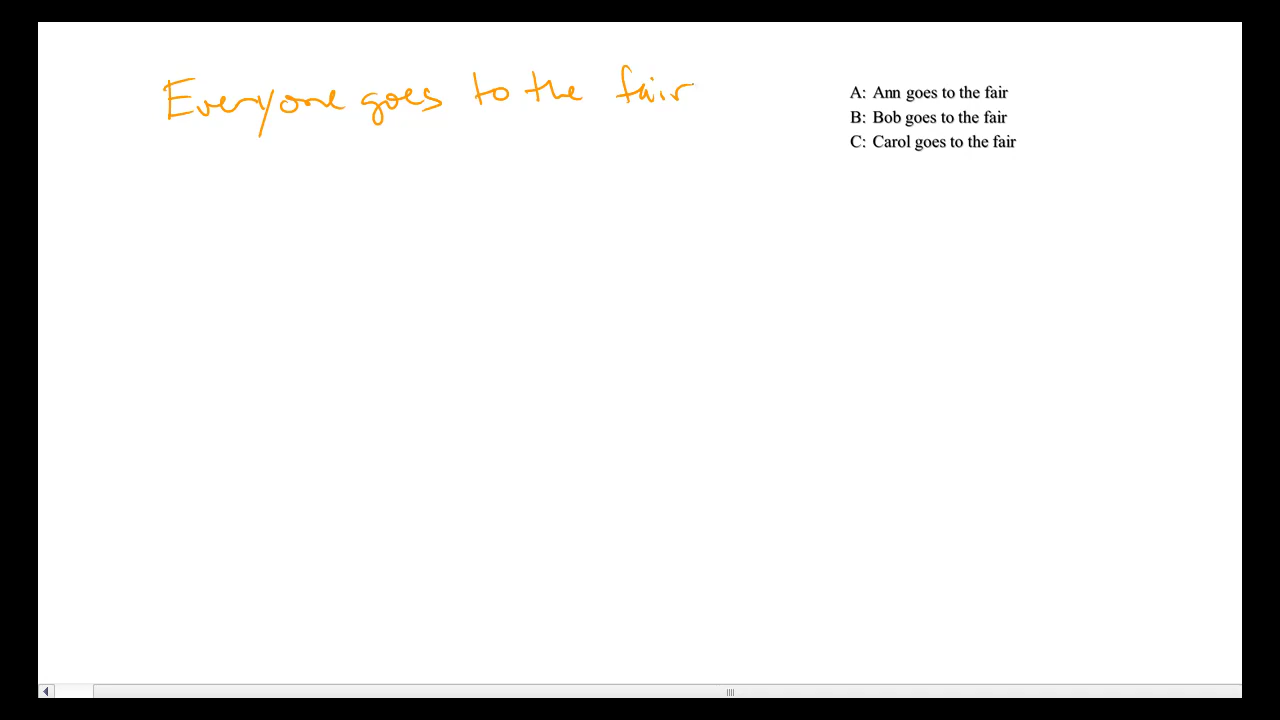 Everyone goes to the fair
A: Ann goes to the fair
B: Bob goes to the fair
C: Carol goes to the fair